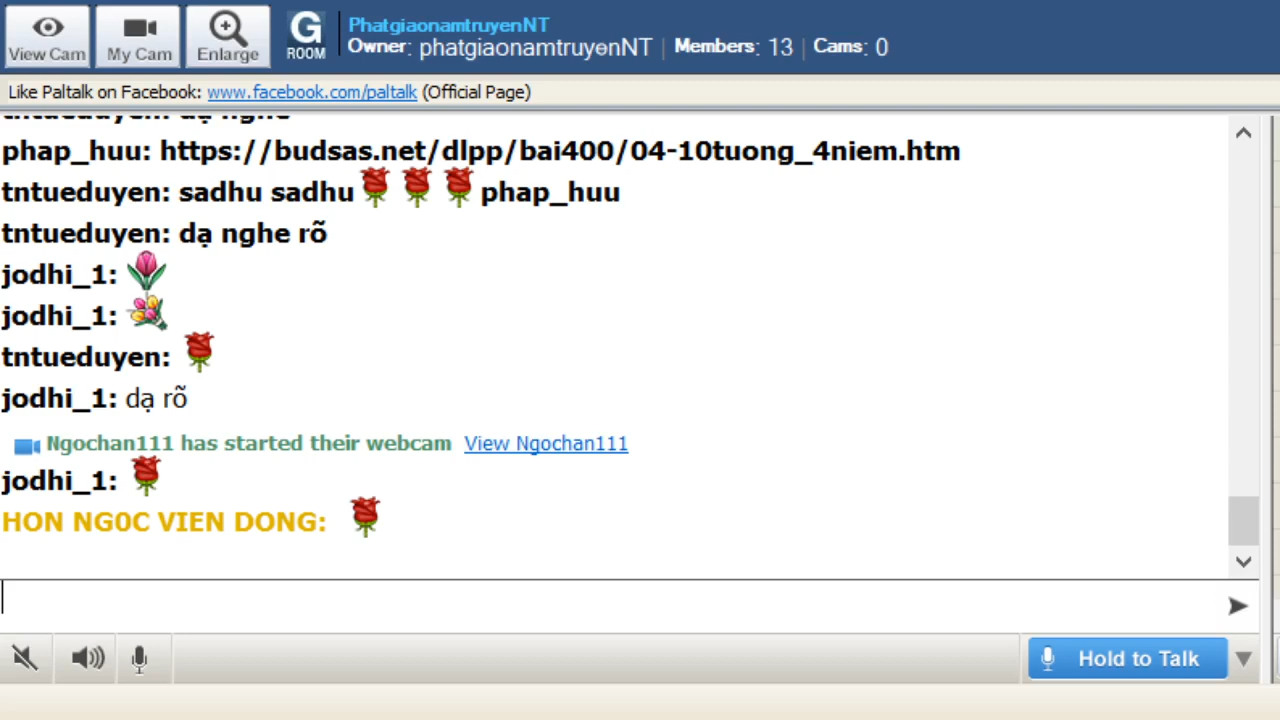 View Cam
My Cam
Enlarge
G
ROOM
PhatgiaonamtruyenNT
Owner: phatgiaonamtruyenNT | Members: 13 | Cams: 0
Like Paltalk on Facebook: www.facebook.com/paltalk (Official Page)
tntueduyen: dạ nghe
phap_huu: https://budsas.net/dlpp/bai400/04-10tuong_4niem.htm
tntueduyen: sadhu sadhu🌹🌹🌹phap_huu
tntueduyen: dạ nghe rõ
jodhi_1: 🌷
jodhi_1: 💐
tntueduyen: 🌹
jodhi_1: dạ rõ
Ngochan111 has started their webcam View Ngochan111
jodhi_1: 🌹
HON NG0C VIEN DONG: 🌹
Hold to Talk